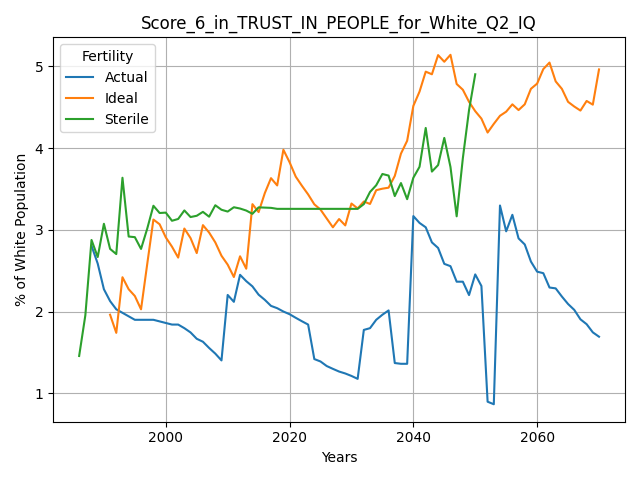 Score_6_in_TRUST_IN_PEOPLE_for_White_Q2_IQ
Fertility
Actual
Ideal
Sterile
% of White Population
5
4
3
2
1
2000
2020
2040
2060
Years